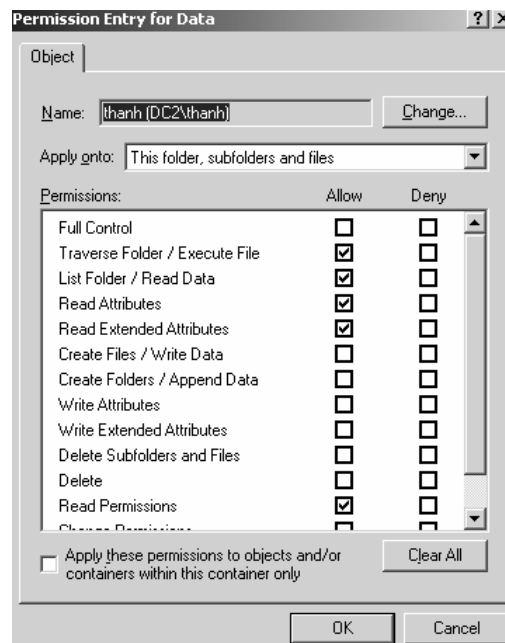 Permission Entry for Data
Object
Name: thanh (DC2\thanh) Change...
Apply onto: This folder, subfolders and files
Permissions: Allow Deny
Full Control
Traverse Folder / Execute File
List Folder / Read Data
Read Attributes
Read Extended Attributes
Create Files / Write Data
Create Folders / Append Data
Write Attributes
Write Extended Attributes
Delete Subfolders and Files
Delete
Read Permissions
Change Permissions
Apply these permissions to objects and/or
containers within this container only
Clear All
OK Cancel